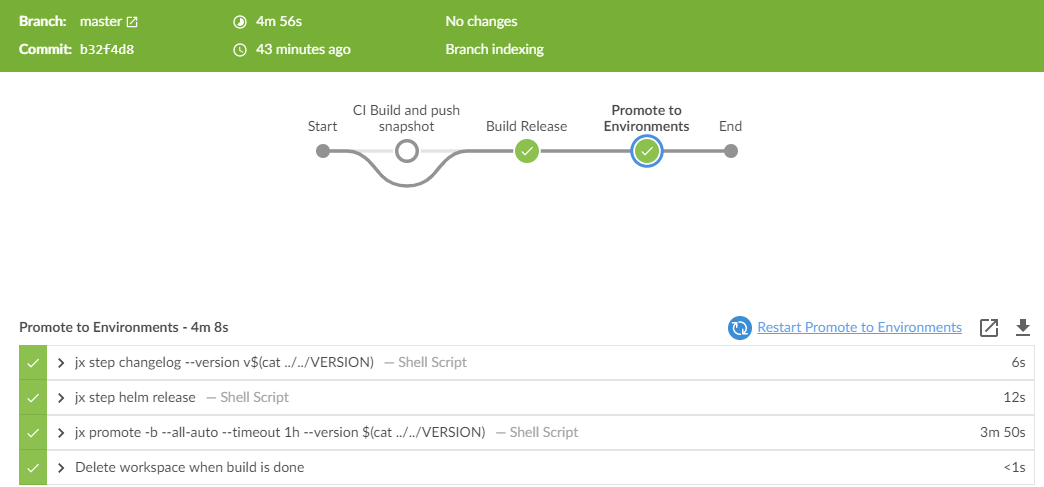 Branch: master 4m 56s No changes
Commit: b32f4d8 43 minutes ago Branch indexing
Start CI Build and push snapshot Build Release Promote to Environments End
Promote to Environments - 4m 8s Restart Promote to Environments
jx step changelog --version v$(cat ../../VERSION) — Shell Script 6s
jx step helm release — Shell Script 12s
jx promote -b --all-auto --timeout 1h --version $(cat ../../VERSION) — Shell Script 3m 50s
Delete workspace when build is done <1s